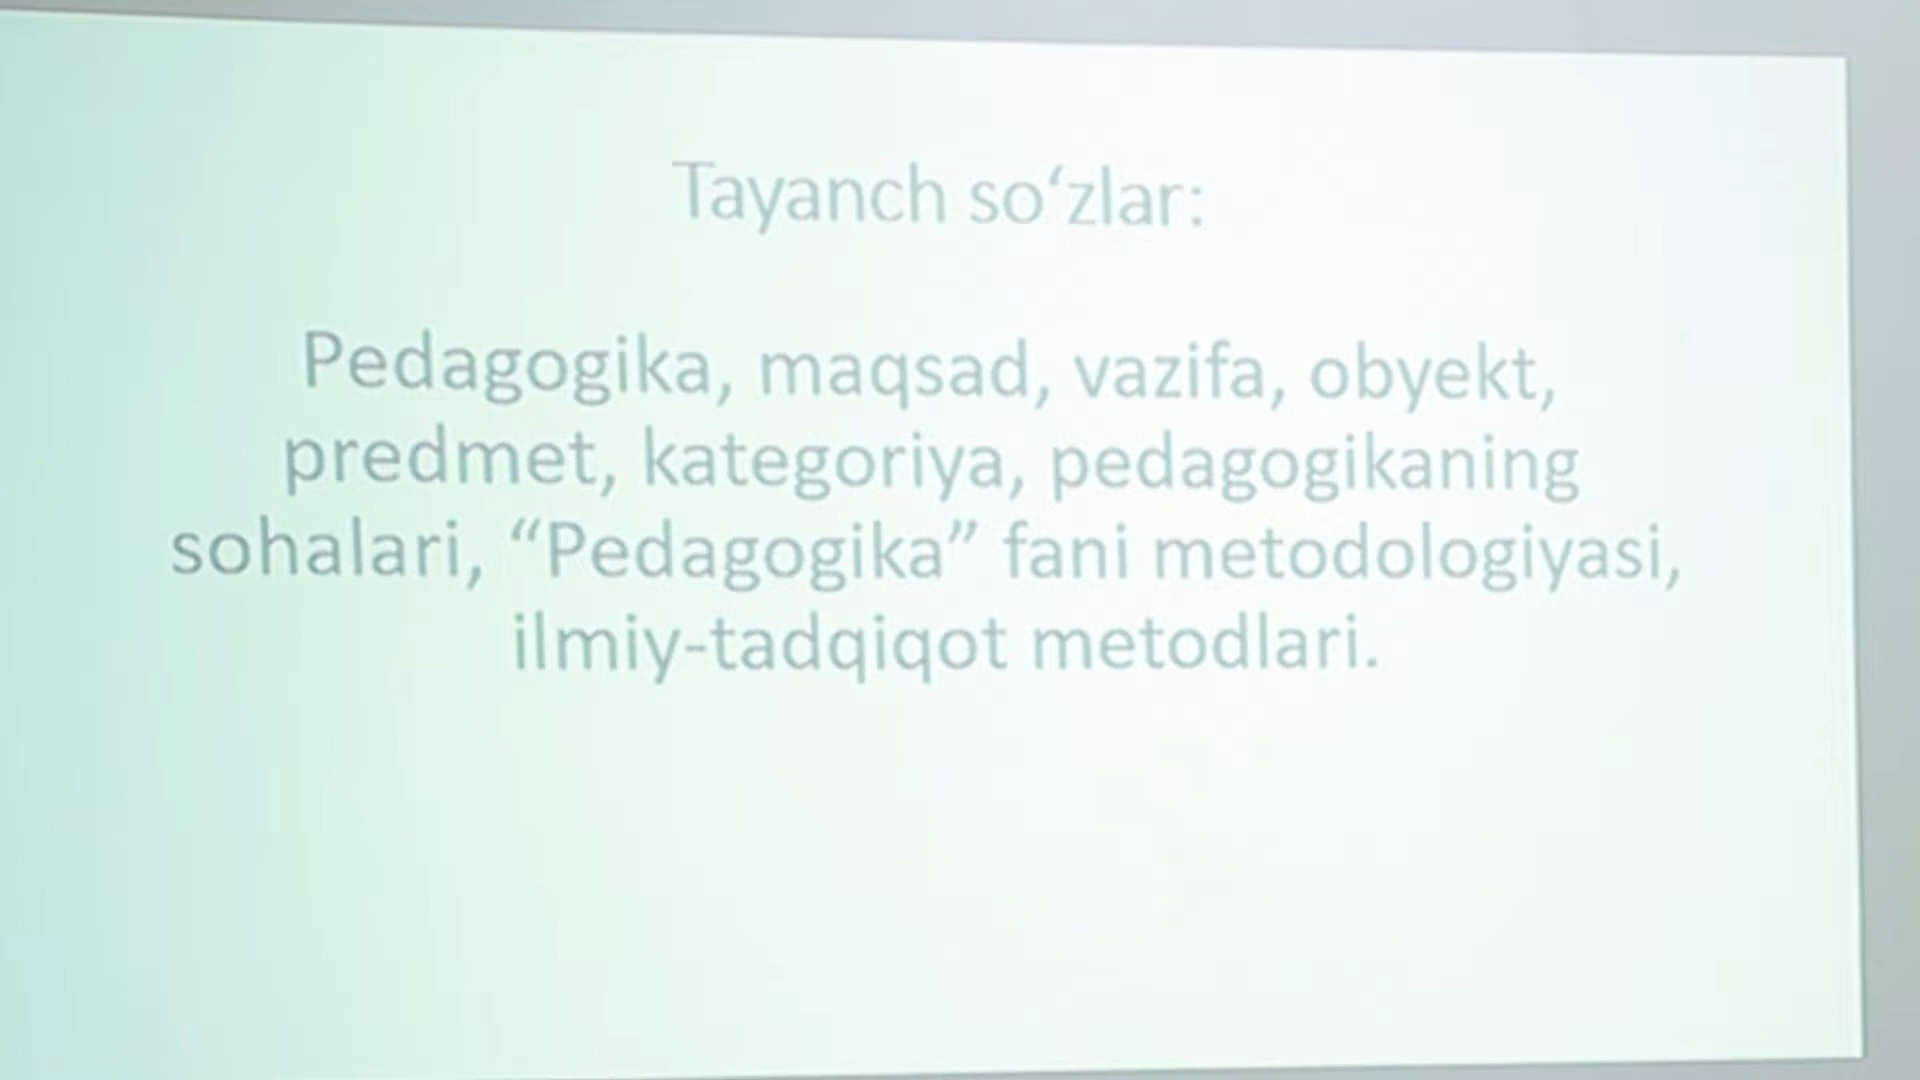 Tayanch so‘zlar:
Pedagogika, maqsad, vazifa, obyekt,
predmet, kategoriya, pedagogikaning
sohalari, “Pedagogika” fani metodologiyasi,
ilmiy-tadqiqot metodlari.